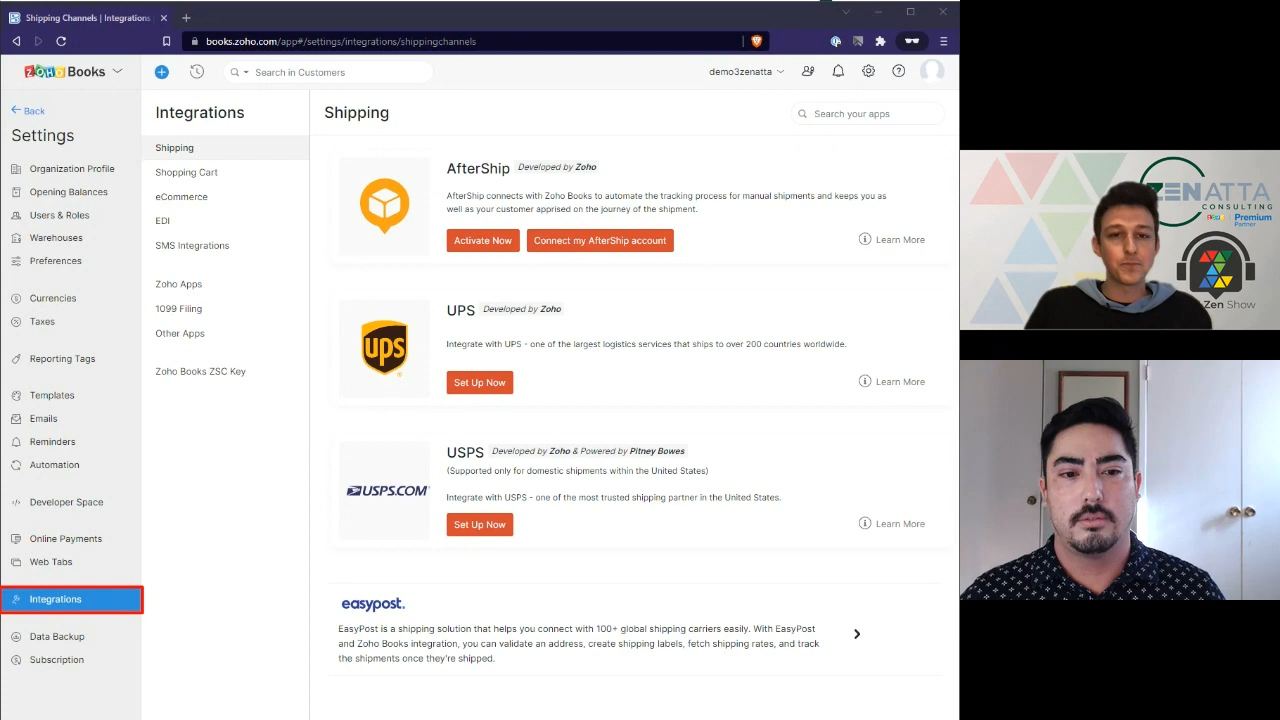 Shipping Channels | Integrations
books.zoho.com/app#/settings/integrations/shippingchannels
ZOHO Books
Search in Customers
demo3zenatta
Back
Settings
Organization Profile
Opening Balances
Users & Roles
Warehouses
Preferences
Currencies
Taxes
Reporting Tags
Templates
Emails
Reminders
Automation
Developer Space
Online Payments
Web Tabs
Integrations
Data Backup
Subscription
Integrations
Shipping
Shopping Cart
eCommerce
EDI
SMS Integrations
Zoho Apps
1099 Filing
Other Apps
Zoho Books ZSC Key
Shipping
Search your apps
AfterShip Developed by Zoho
AfterShip connects with Zoho Books to automate the tracking process for manual shipments and keeps you as
well as your customer apprised on the journey of the shipment.
Activate Now Connect my AfterShip account
Learn More
ups
UPS Developed by Zoho
Integrate with UPS - one of the largest logistics services that ships to over 200 countries worldwide.
Set Up Now
Learn More
USPS.COM
USPS Developed by Zoho & Powered by Pitney Bowes
(Supported only for domestic shipments within the United States)
Integrate with USPS - one of the most trusted shipping partner in the United States.
Set Up Now
Learn More
easypost.
EasyPost is a shipping solution that helps you connect with 100+ global shipping carriers easily. With EasyPost
and Zoho Books integration, you can validate an address, create shipping labels, fetch shipping rates, and track
the shipments once they're shipped.
ZENATTA
CONSULTING
Premium
Partner
Zen Show